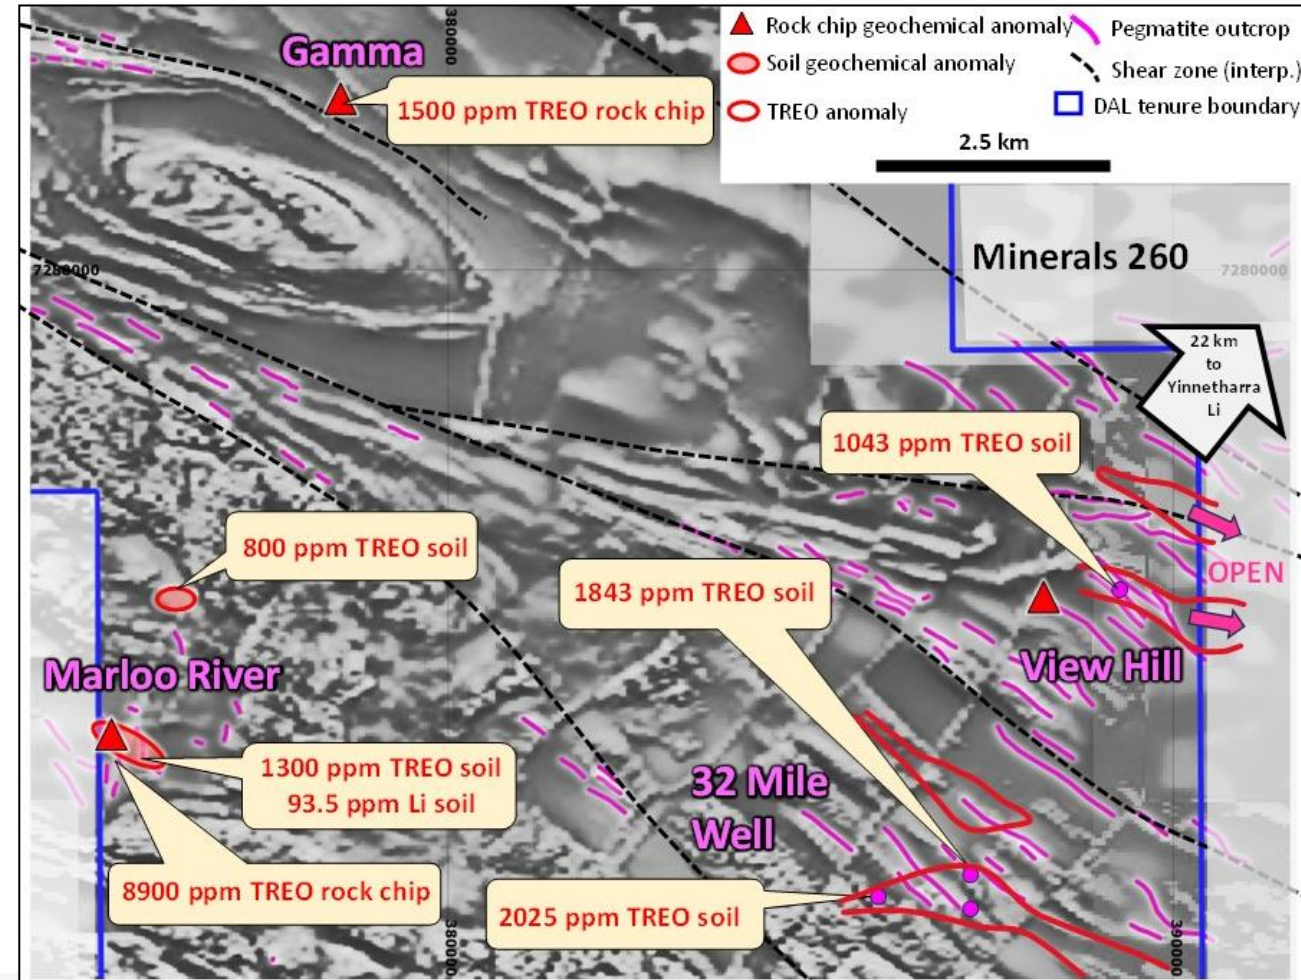 Gamma
380000
Rock chip geochemical anomaly
Pegmatite outcrop
Soil geochemical anomaly
Shear zone (interp.)
TREO anomaly
DAL tenure boundary
2.5 km
1500 ppm TREO rock chip
7280000
Minerals 260
7280000
22 km
to
Yinnetharra
Li
1043 ppm TREO soil
800 ppm TREO soil
1843 ppm TREO soil
OPEN
Marloo River
View Hill
1300 ppm TREO soil
93.5 ppm Li soil
32 Mile
Well
8900 ppm TREO rock chip
2025 ppm TREO soil
380000
390000